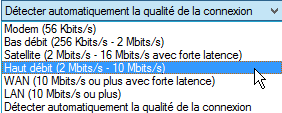 Détecter automatiquement la qualité de la connexion
Modem (56 Kbits/s)
Bas débit (256 Kbits/s - 2 Mbits/s)
Satellite (2 Mbits/s - 16 Mbits/s avec forte latence)
Haut débit (2 Mbits/s - 10 Mbits/s)
WAN (10 Mbits/s ou plus avec forte latence)
LAN (10 Mbits/s ou plus)
Détecter automatiquement la qualité de la connexion